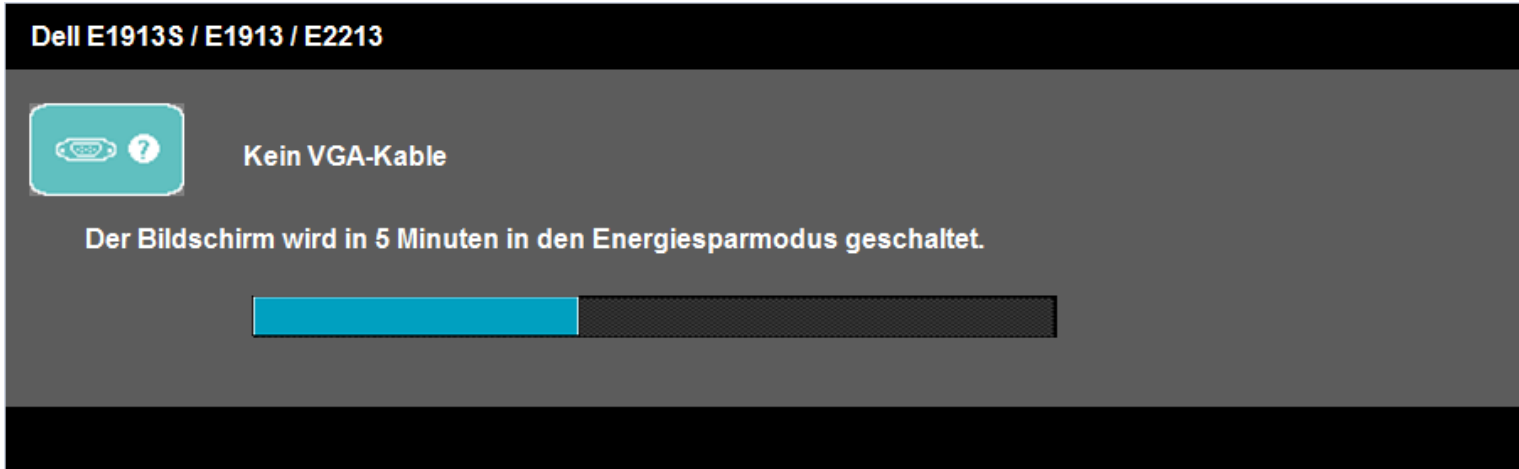 Dell E1913S / E1913 / E2213
?
Kein VGA-Kable
Der Bildschirm wird in 5 Minuten in den Energiesparmodus geschaltet.